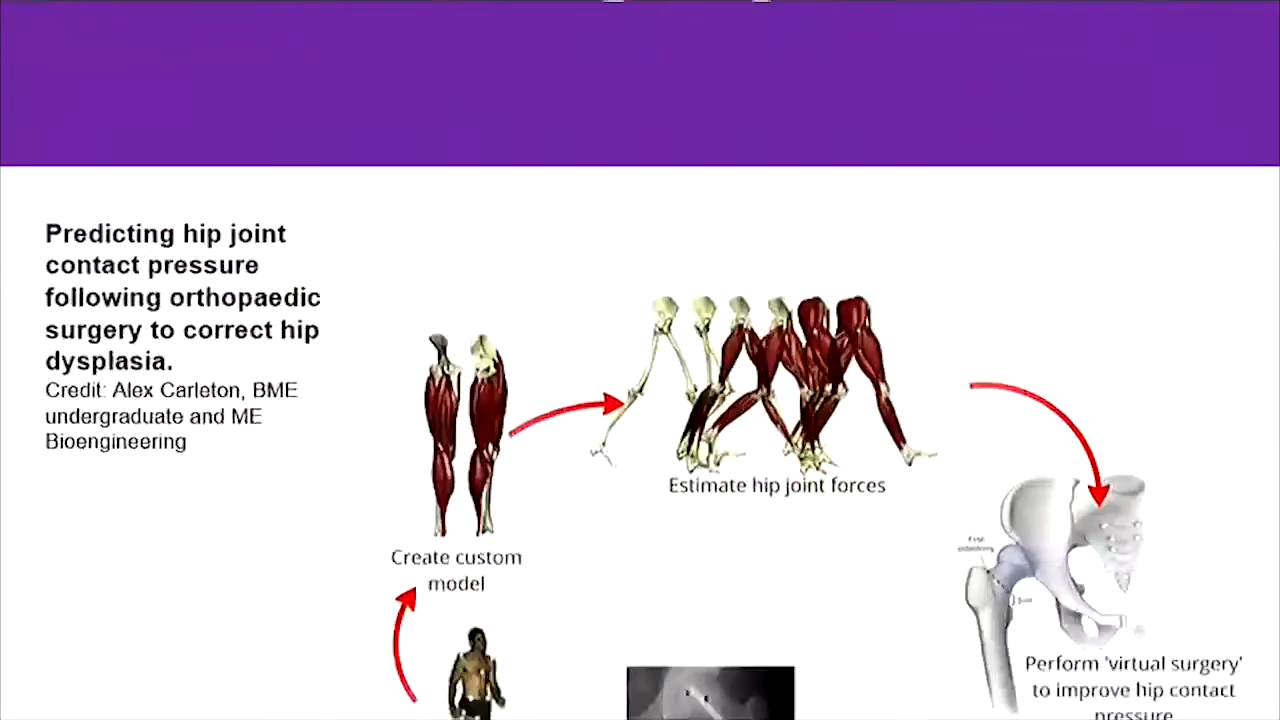 Predicting hip joint
contact pressure
following orthopaedic
surgery to correct hip
dysplasia.
Credit: Alex Carleton, BME
undergraduate and ME
Bioengineering
Estimate hip joint forces
Create custom
model
Perform 'virtual surgery'
to improve hip contact
pressure